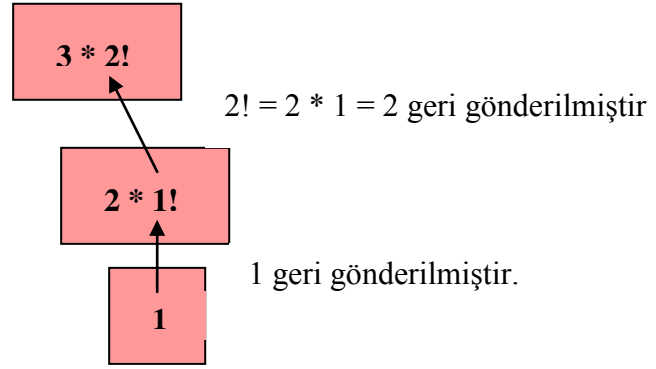 3 * 2!
2! = 2 * 1 = 2 geri gönderilmiştir
2 * 1!
1 geri gönderilmiştir.
1